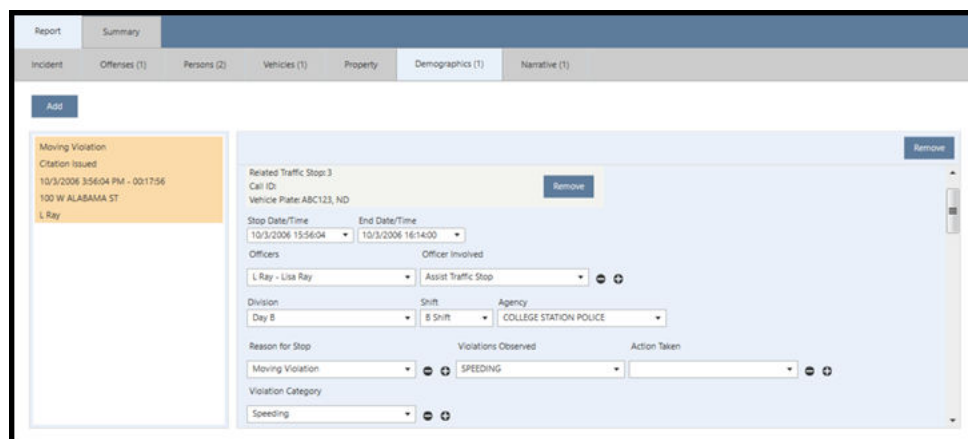 Report Summary
Incident Offenses (1) Persons (2) Vehicles (1) Property Demographics (1) Narrative (1)
Add
Moving Violation
Citation Issued
10/3/2006 3:56:04 PM - 00:17:56
100 W ALABAMA ST
L Ray
Remove
Related Traffic Stop: 3
Call ID:
Vehicle Plate: ABC123, ND
Remove
Stop Date/Time End Date/Time
10/3/2006 15:56:04 10/3/2006 16:14:00
Officers Officer Involved
L Ray - Lisa Ray Assist Traffic Stop
Division Shift Agency
Day B B Shift COLLEGE STATION POLICE
Reason for Stop Violations Observed Action Taken
Moving Violation SPEEDING
Violation Category
Speeding